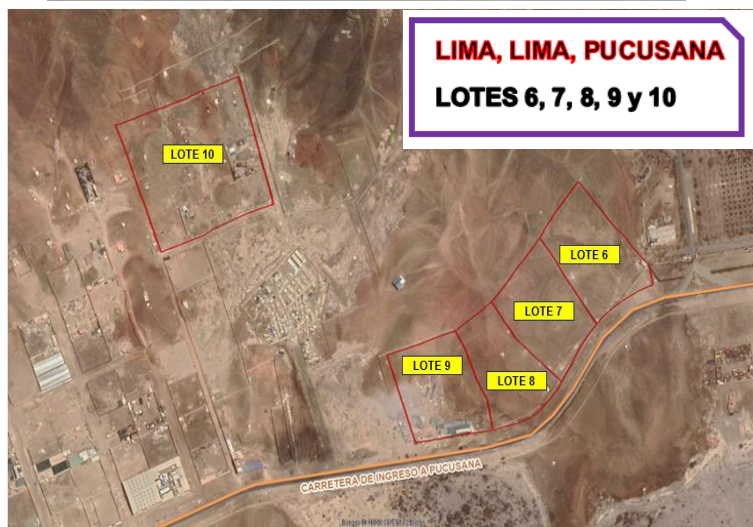 LIMA, LIMA, PUCUSANA
LOTES 6, 7, 8, 9 y 10
LOTE 10
LOTE 6
LOTE 7
LOTE 9
LOTE 8
CARRETERA DE INGRESO A PUCUSANA